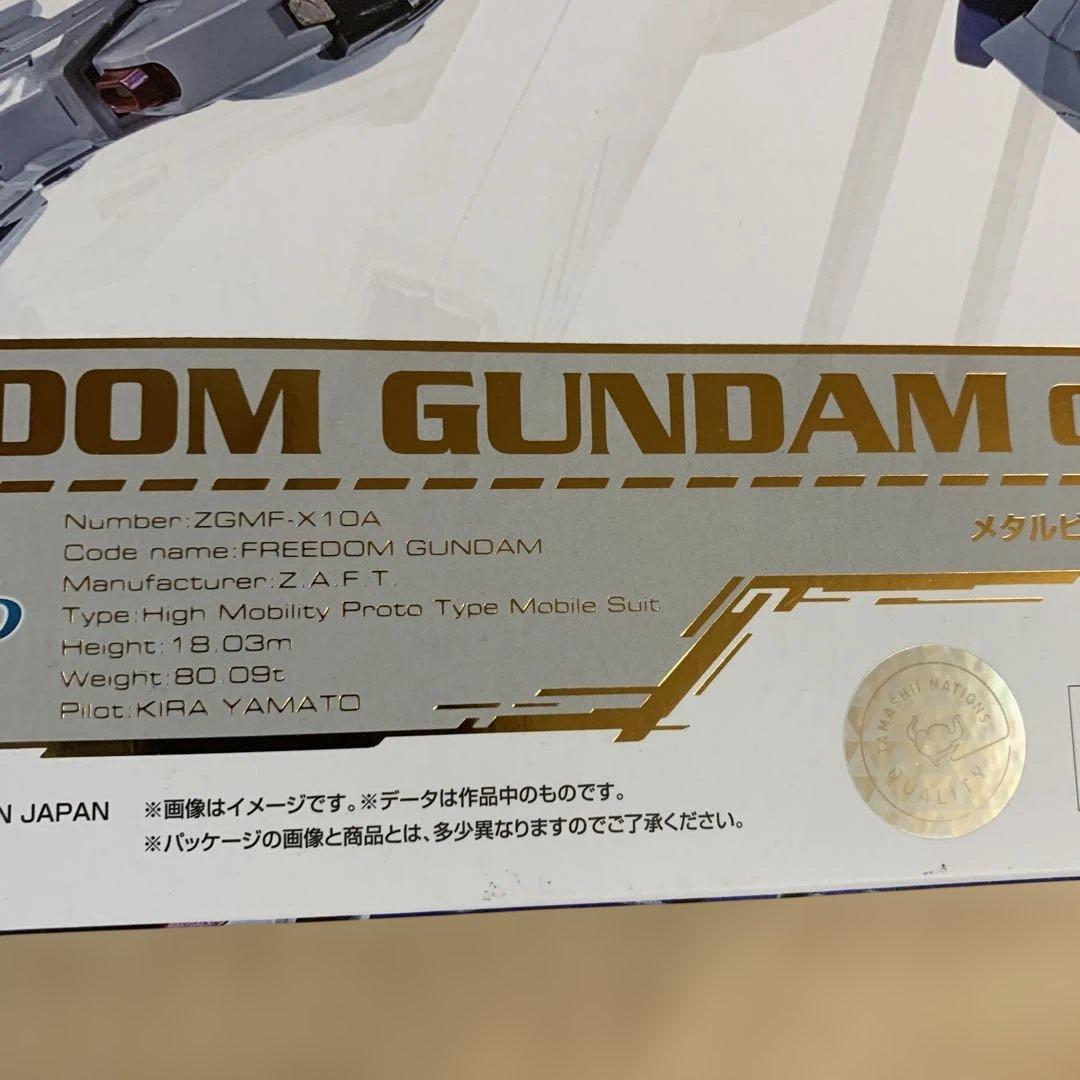 DOM GUNDAM C
Number:ZGMF-X10A
Code name:FREEDOM GUNDAM
Manufacturer:Z.A.F.T.
Type:High Mobility Proto Type Mobile Suit
Height:18.03m
Weight:80.09t
Pilot:KIRA YAMATO
メタルビ
TAMASHII NATIONS
QUALITY
N JAPAN
※画像はイメージです。※データは作品中のものです。
※パッケージの画像と商品とは、多少異なりますのでご了承ください。